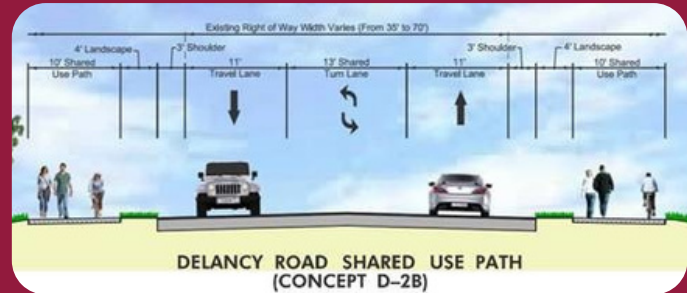 Existing Right of Way Width Varies (From 35' to 70')
4' Landscape 3' Shoulder 3' Shoulder 4' Landscape
10' Shared 11' 13' Shared 11' 10' Shared
Use Path Travel Lane Turn Lane Travel Lane Use Path
DELANCY ROAD SHARED USE PATH
(CONCEPT D–2B)